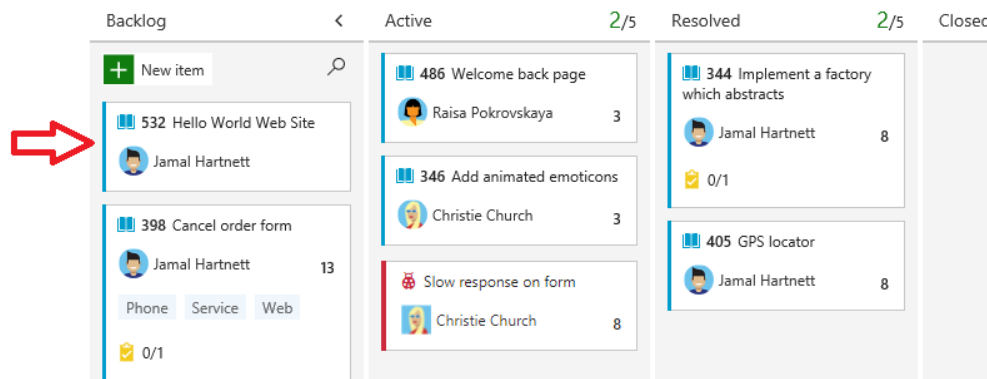 Backlog
New item
532 Hello World Web Site
Jamal Hartnett
398 Cancel order form
Jamal Hartnett
13
Phone Service Web
0/1
Active 2/5
486 Welcome back page
Raisa Pokrovskaya 3
346 Add animated emoticons
Christie Church 3
Slow response on form
Christie Church 8
Resolved 2/5
344 Implement a factory
which abstracts
Jamal Hartnett 8
0/1
405 GPS locator
Jamal Hartnett 8
Closed